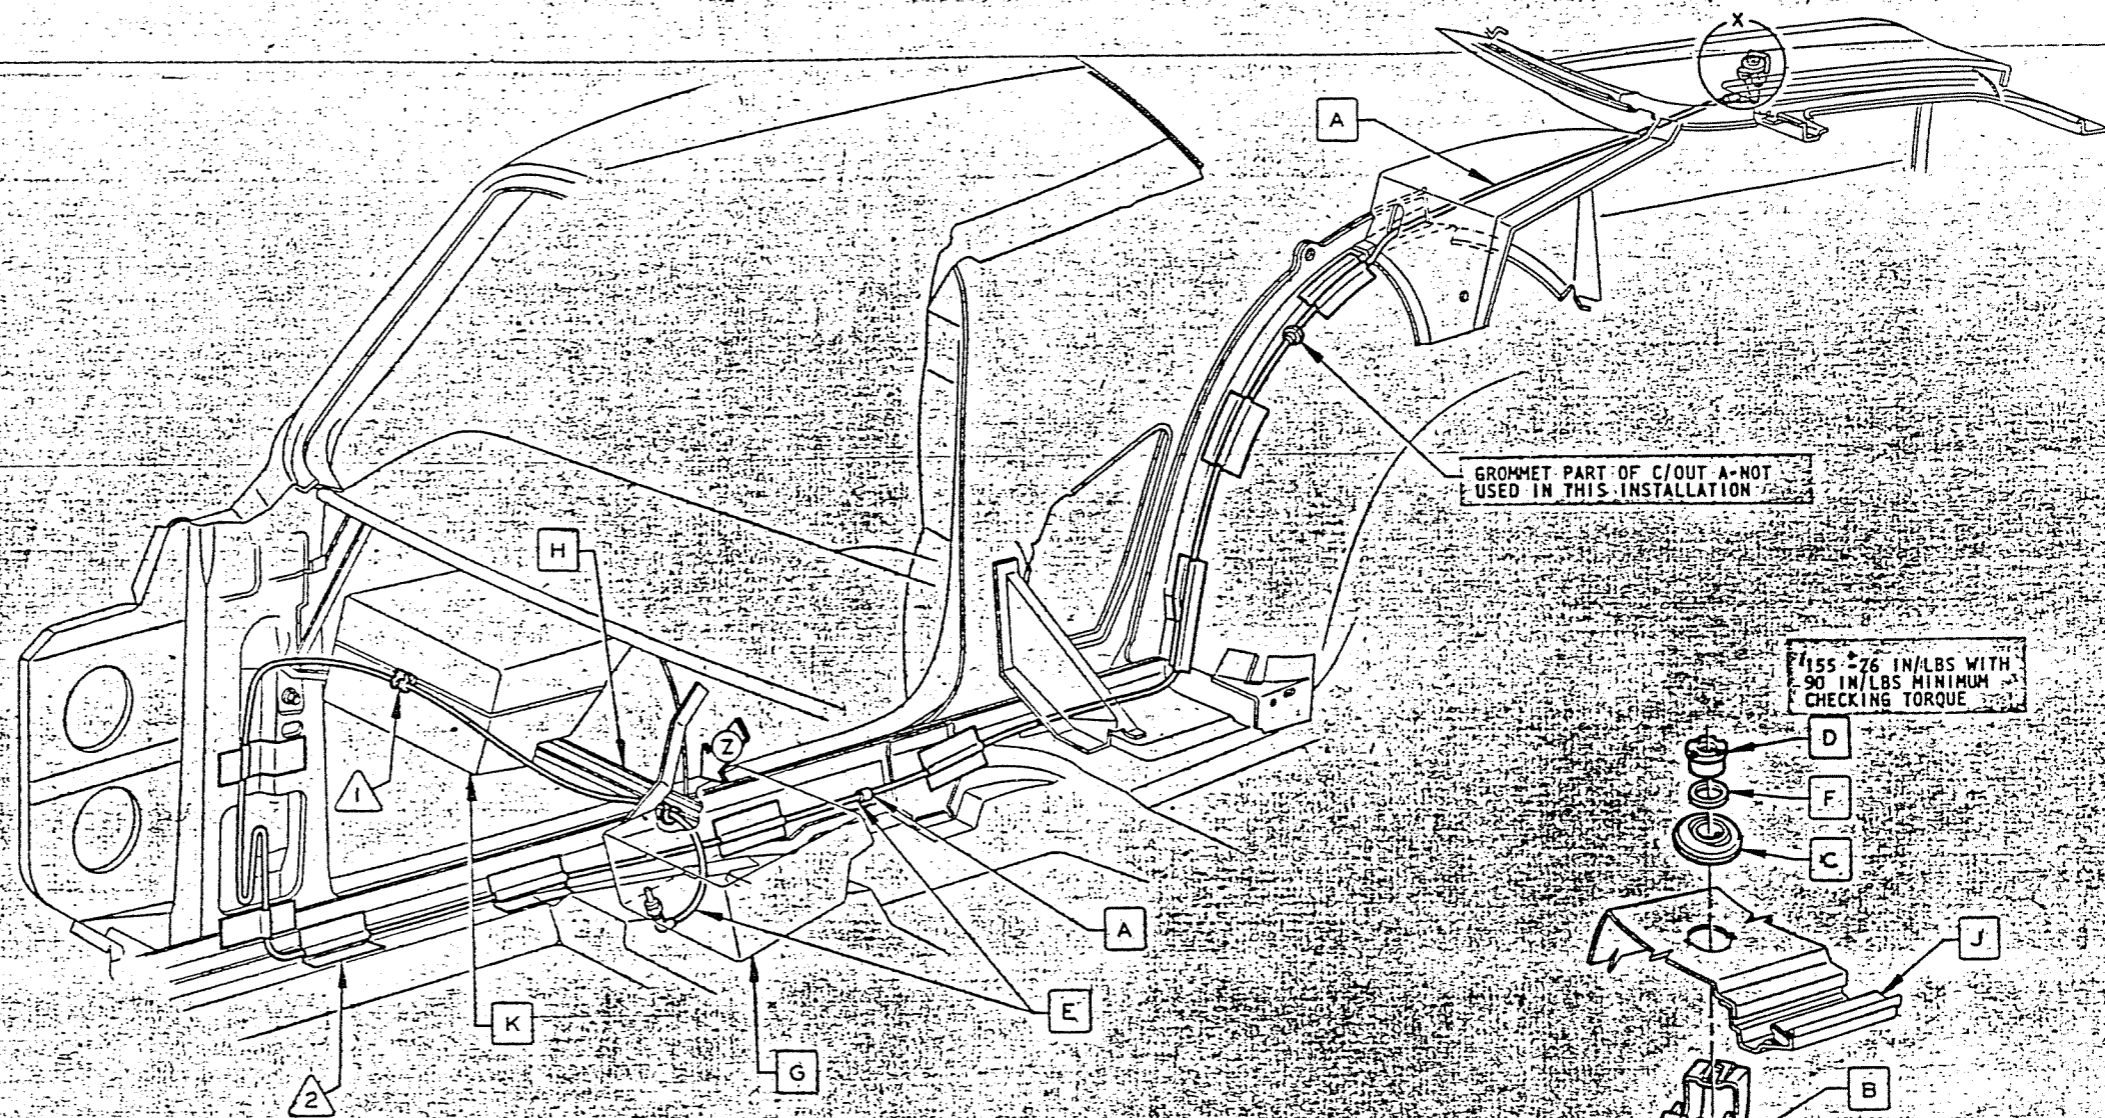 X
A
GROMMET PART OF C/OUT A-NOT
USED IN THIS INSTALLATION
H
155 ±26 IN/LBS WITH
90 IN/LBS MINIMUM
CHECKING TORQUE
Z
D
1
F
C
A
J
E
K
G
2
B